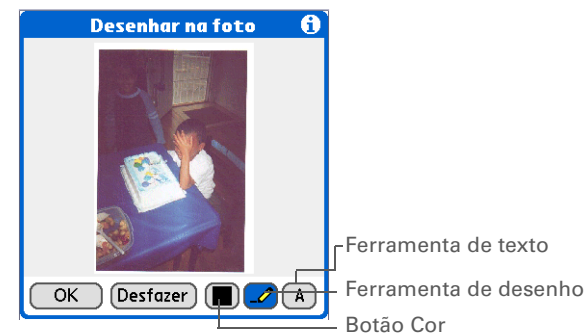 Desenhar na foto
Ferramenta de texto
OK Desfazer A Ferramenta de desenho
Botão Cor